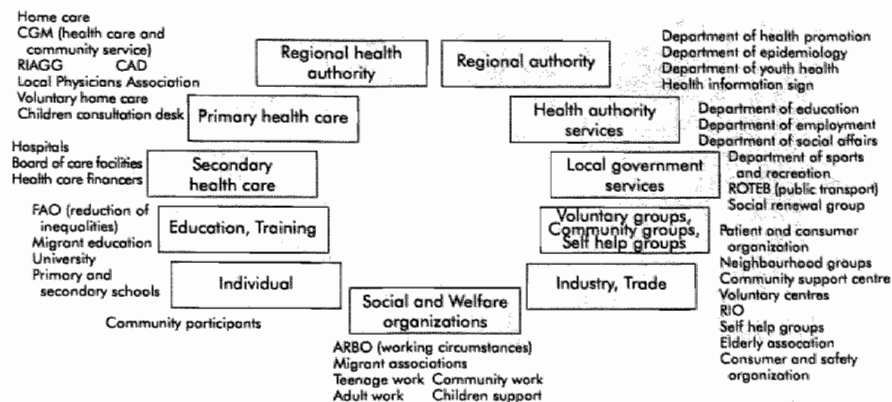 Home care
CGM (health care and
community service)
RIAGG CAD
Local Physicians Association
Voluntary home care
Children consultation desk
Hospitals
Board of care facilities
Health care financers
FAO (reduction of
inequalities)
Migrant education
University
Primary and
secondary schools
Community participants
Regional health
authority
Primary health care
Secondary
health care
Education, Training
Individual
Social and Welfare
organizations
ARBO (working circumstances)
Migrant associations
Teenage work Community work
Adult work Children support
Regional authority
Health authority
services
Local government
services
Voluntary groups,
Community groups,
Self help groups
Industry, Trade
Department of health promotion
Department of epidemiology
Department of youth health
Health information sign
Department of education
Department of employment
Department of social affairs
Department of sports
and recreation
ROTEB (public transport)
Social renewal group
Patient and consumer
organization
Neighbourhood groups
Community support centre
Voluntary centres
RIO
Self help groups
Elderly assocation
Consumer and safety
organization